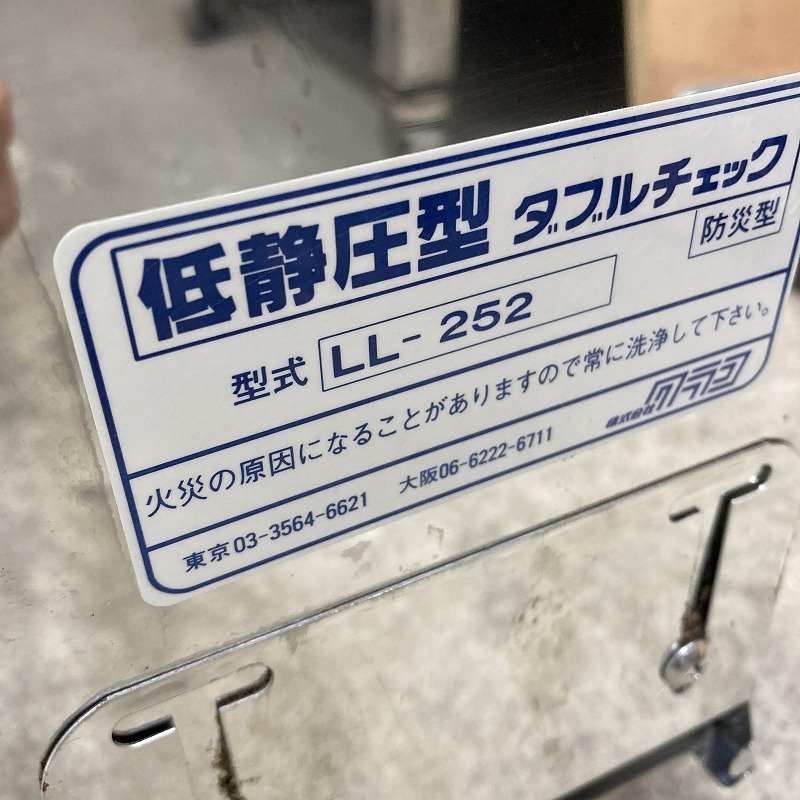 低静圧型 ダブルチェック
防災型
型式 LL-252
火災の原因になることがありますので常に洗浄して下さい。
株式会社クラコ
東京03-3564-6621 大阪06-6222-6711